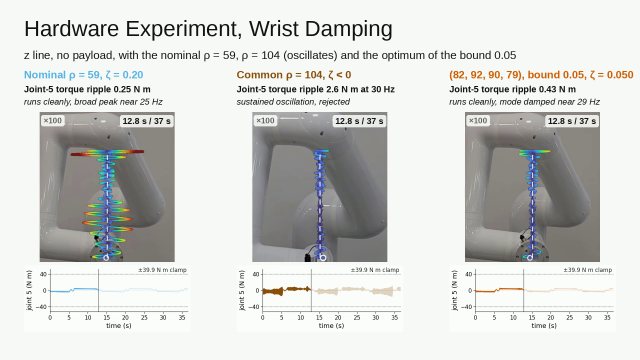 Hardware Experiment, Wrist Damping
z line, no payload, with the nominal ρ = 59, ρ = 104 (oscillates) and the optimum of the bound 0.05
Nominal ρ = 59, ζ = 0.20
Joint-5 torque ripple 0.25 N m
runs cleanly, broad peak near 25 Hz
×100
12.8 s / 37 s
±39.9 N m clamp
joint 5 (N m)
40
0
−40
0 5 10 15 20 25 30 35
time (s)
Common ρ = 104, ζ < 0
Joint-5 torque ripple 2.6 N m at 30 Hz
sustained oscillation, rejected
×100
12.8 s / 37 s
±39.9 N m clamp
joint 5 (N m)
40
0
−40
0 5 10 15 20 25 30 35
time (s)
(82, 92, 90, 79), bound 0.05, ζ = 0.050
Joint-5 torque ripple 0.43 N m
runs cleanly, mode damped near 29 Hz
×100
12.8 s / 37 s
±39.9 N m clamp
joint 5 (N m)
40
0
−40
0 5 10 15 20 25 30 35
time (s)